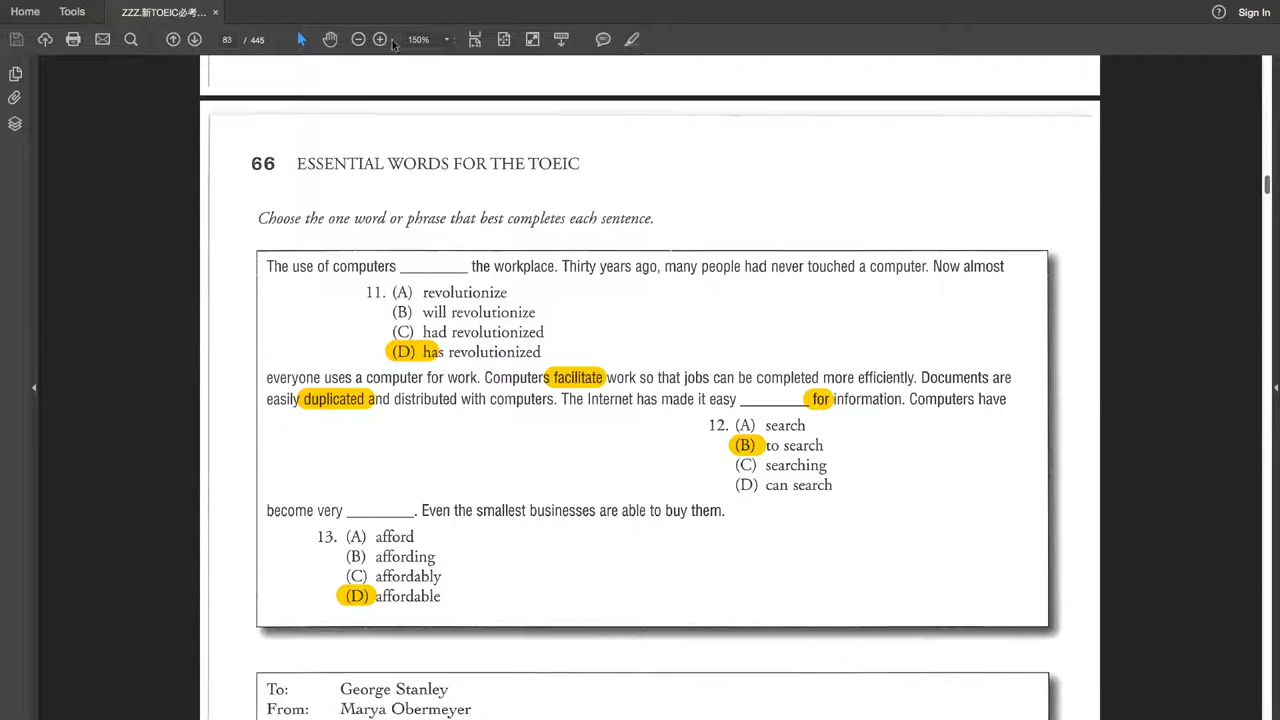 Home Tools ZZZ.新TOEIC必考... × Sign In
83 / 445 150%
66 ESSENTIAL WORDS FOR THE TOEIC
Choose the one word or phrase that best completes each sentence.
The use of computers ________ the workplace. Thirty years ago, many people had never touched a computer. Now almost
11. (A) revolutionize
(B) will revolutionize
(C) had revolutionized
(D) has revolutionized
everyone uses a computer for work. Computers facilitate work so that jobs can be completed more efficiently. Documents are
easily duplicated and distributed with computers. The Internet has made it easy ________ for information. Computers have
12. (A) search
(B) to search
(C) searching
(D) can search
become very ________. Even the smallest businesses are able to buy them.
13. (A) afford
(B) affording
(C) affordably
(D) affordable
To: George Stanley
From: Marya Obermeyer